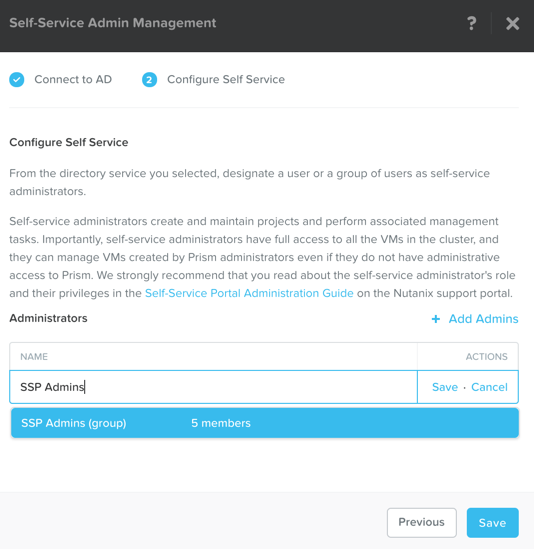 Self-Service Admin Management
?
Connect to AD
2 Configure Self Service
Configure Self Service
From the directory service you selected, designate a user or a group of users as self-service
administrators.
Self-service administrators create and maintain projects and perform associated management
tasks. Importantly, self-service administrators have full access to all the VMs in the cluster, and
they can manage VMs created by Prism administrators even if they do not have administrative
access to Prism. We strongly recommend that you read about the self-service administrator's role
and their privileges in the Self-Service Portal Administration Guide on the Nutanix support portal.
Administrators
+ Add Admins
NAME ACTIONS
SSP Admins Save · Cancel
SSP Admins (group) 5 members
Previous Save